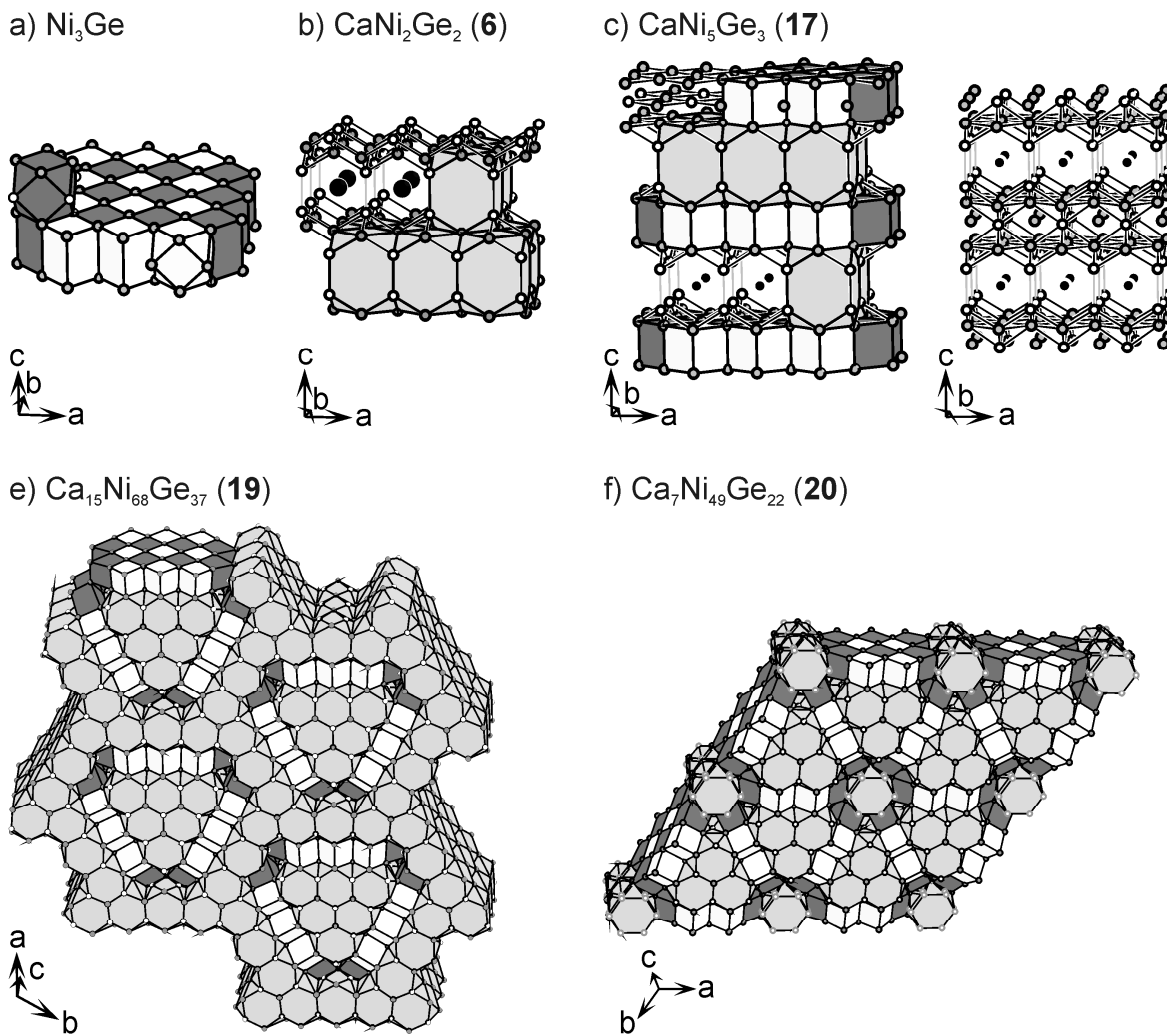 a) Ni₃Ge
b) CaNi₂Ge₂ (6)
c) CaNi₅Ge₃ (17)
c
b
a
c
b
a
c
b
a
c
b
a
e) Ca₁₅Ni₆₈Ge₃₇ (19)
f) Ca₇Ni₄₉Ge₂₂ (20)
a
c
b
c
a
b